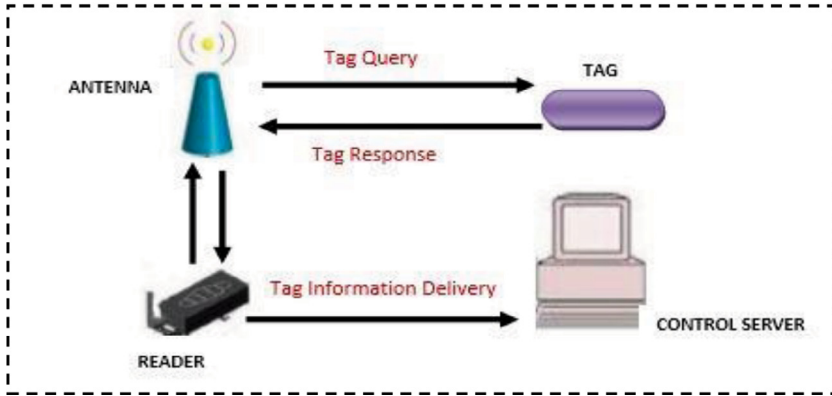 Tag Query
TAG
ANTENNA
Tag Response
Tag Information Delivery
CONTROL SERVER
READER